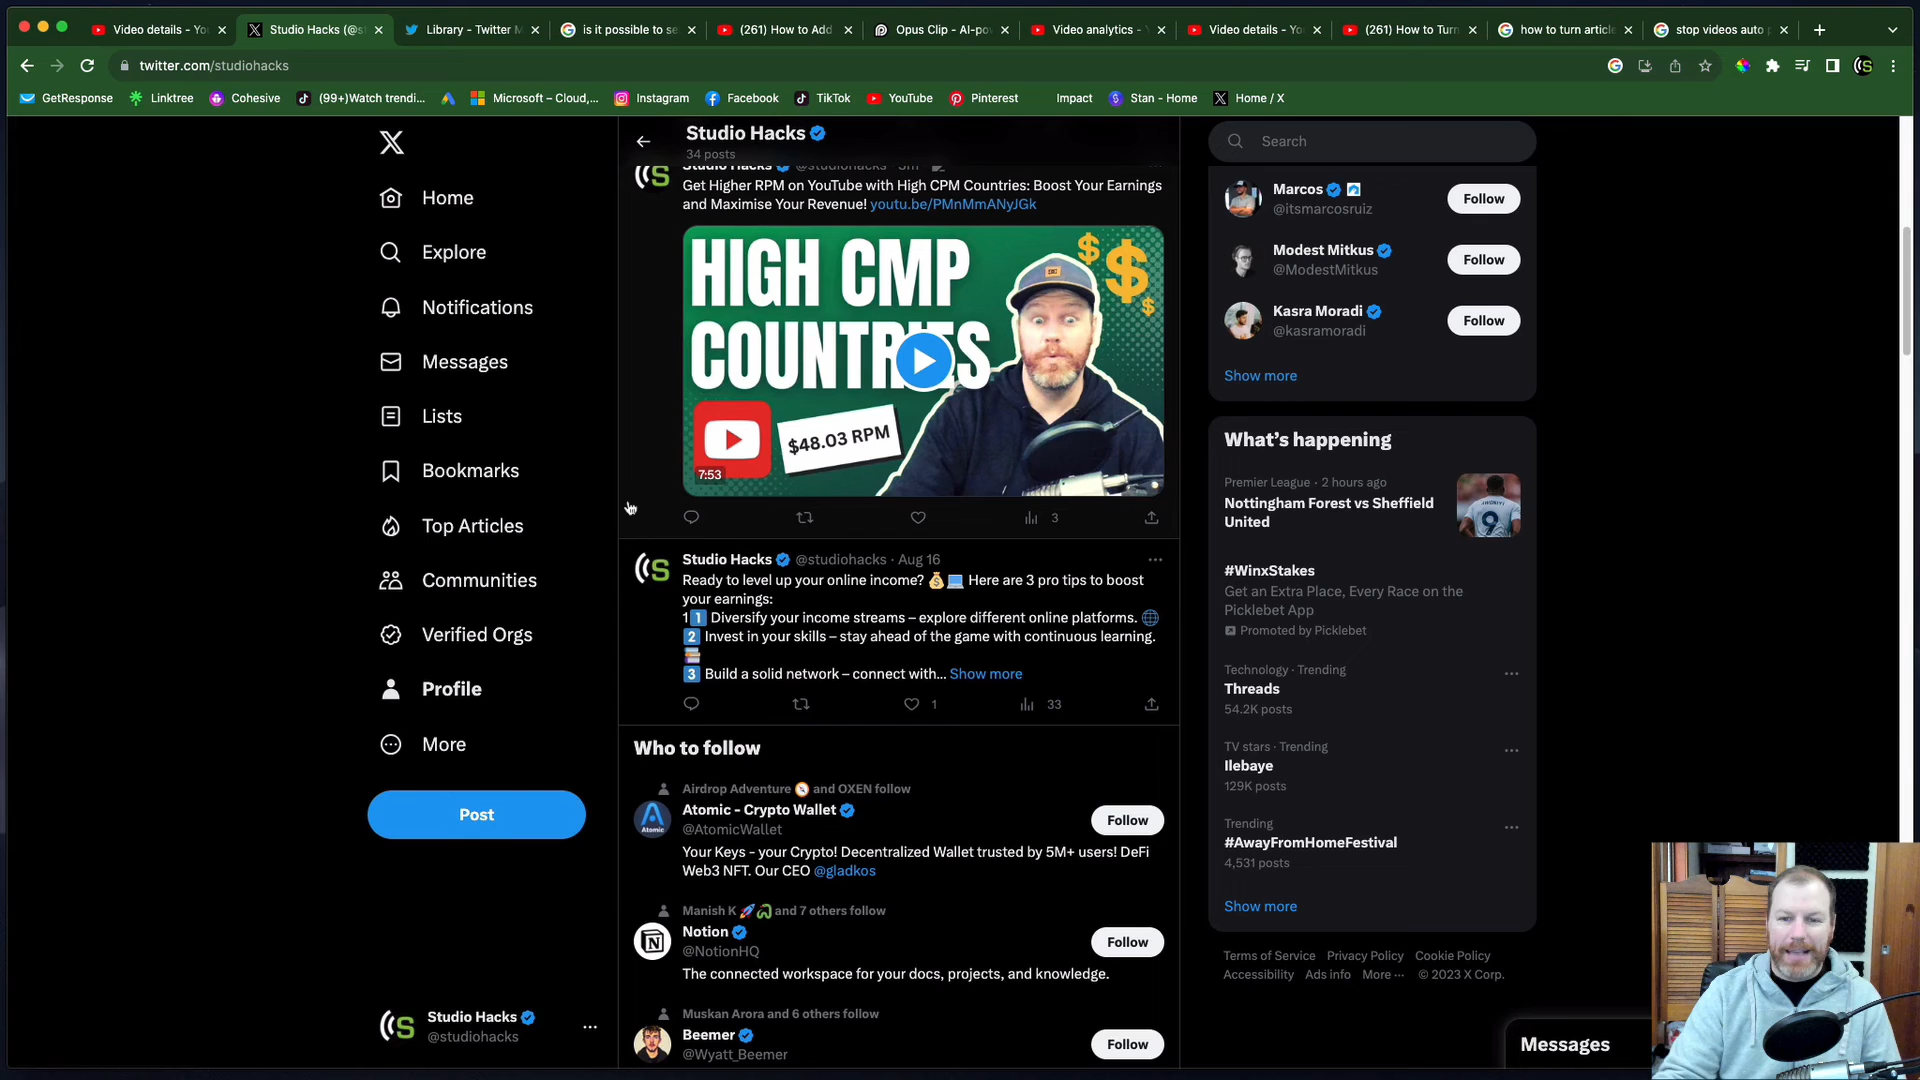 Video details - Yo
Studio Hacks (@s
Library - Twitter M
is it possible to se
(261) How to Add
Opus Clip - AI-po
Video analytics -
Video details - Yo
(261) How to Turn
how to turn article
stop videos auto
twitter.com/studiohacks
GetResponse
Linktree
Cohesive
(99+)Watch trendi...
Microsoft – Cloud,...
Instagram
Facebook
TikTok
YouTube
Pinterest
Impact
Stan - Home
Home / X
Home
Explore
Notifications
Messages
Lists
Bookmarks
Top Articles
Communities
Verified Orgs
Profile
More
Post
Studio Hacks
@studiohacks
Studio Hacks
34 posts
Studio Hacks @studiohacks · 5m
Get Higher RPM on YouTube with High CPM Countries: Boost Your Earnings
and Maximise Your Revenue! youtu.be/PMnMmANyJGk
HIGH CMP
COUNTRIES
$48.03 RPM
7:53
3
Studio Hacks @studiohacks · Aug 16
Ready to level up your online income? 💰💻 Here are 3 pro tips to boost
your earnings:
11️⃣ Diversify your income streams – explore different online platforms. 🌐
2️⃣ Invest in your skills – stay ahead of the game with continuous learning.
📚
3️⃣ Build a solid network – connect with... Show more
1
33
Who to follow
Airdrop Adventure 🧭 and OXEN follow
Atomic - Crypto Wallet
@AtomicWallet
Follow
Your Keys - your Crypto! Decentralized Wallet trusted by 5M+ users! DeFi
Web3 NFT. Our CEO @gladkos
Manish K 🚀 and 7 others follow
Notion
@NotionHQ
Follow
The connected workspace for your docs, projects, and knowledge.
Muskan Arora and 6 others follow
Beemer
@Wyatt_Beemer
Follow
Search
Marcos
@itsmarcosruiz
Follow
Modest Mitkus
@ModestMitkus
Follow
Kasra Moradi
@kasramoradi
Follow
Show more
What's happening
Premier League · 2 hours ago
Nottingham Forest vs Sheffield
United
#WinxStakes
Get an Extra Place, Every Race on the
Picklebet App
Promoted by Picklebet
Technology · Trending
Threads
54.2K posts
TV stars · Trending
Ilebaye
129K posts
Trending
#AwayFromHomeFestival
4,531 posts
Show more
Terms of Service Privacy Policy Cookie Policy
Accessibility Ads info More ··· © 2023 X Corp.
Messages